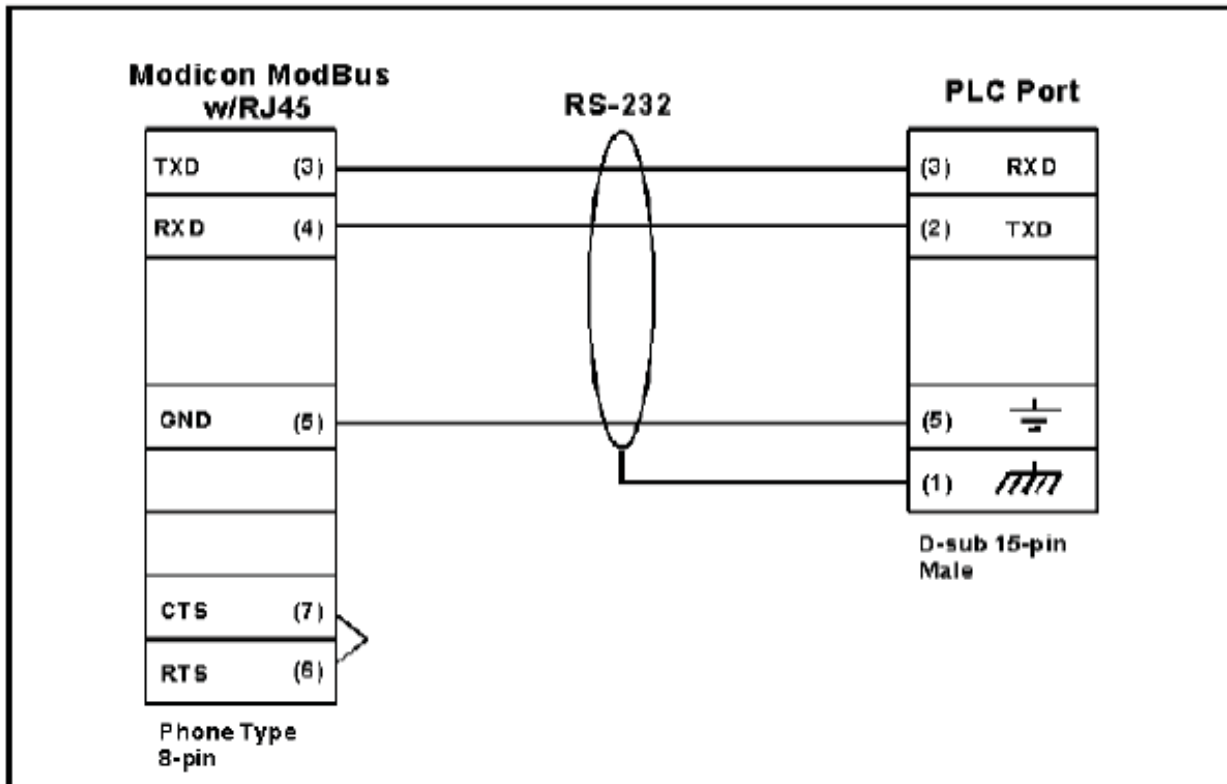 Modicon ModBus
w/RJ45
RS-232
PLC Port
TXD (3)
(3) RXD
RXD (4)
(2) TXD
GND (5)
(5)
(1)
D-sub 15-pin
Male
CTS (7)
RTS (6)
Phone Type
8-pin